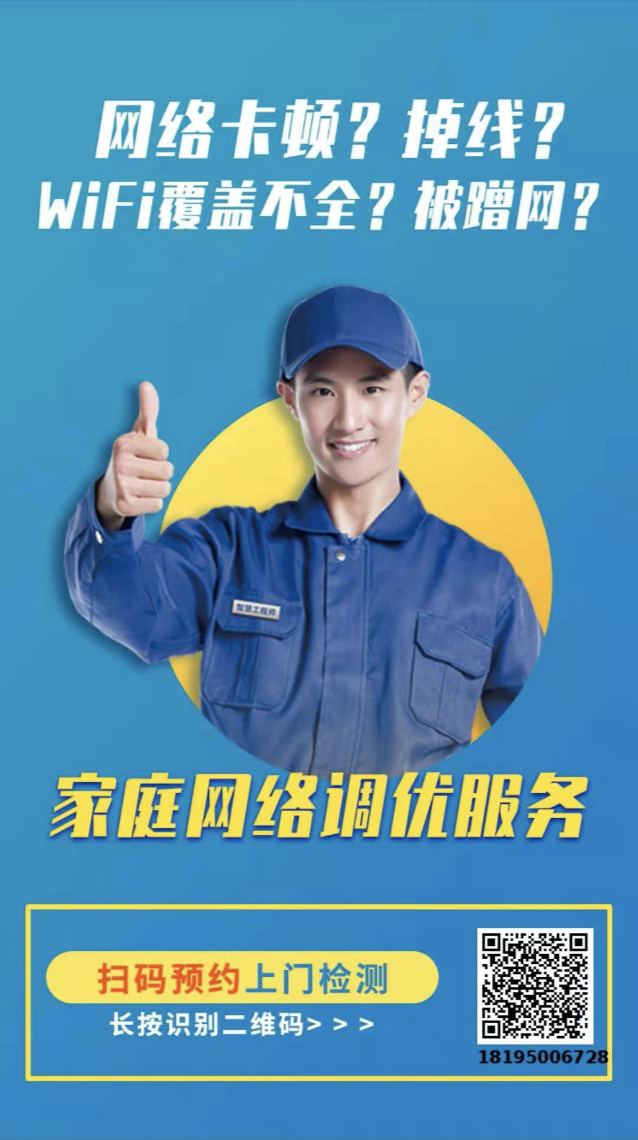 网络卡顿？掉线？
WiFi覆盖不全？被蹭网？
智慧工程师
家庭网络调优服务
扫码预约上门检测
长按识别二维码> > >
18195006728